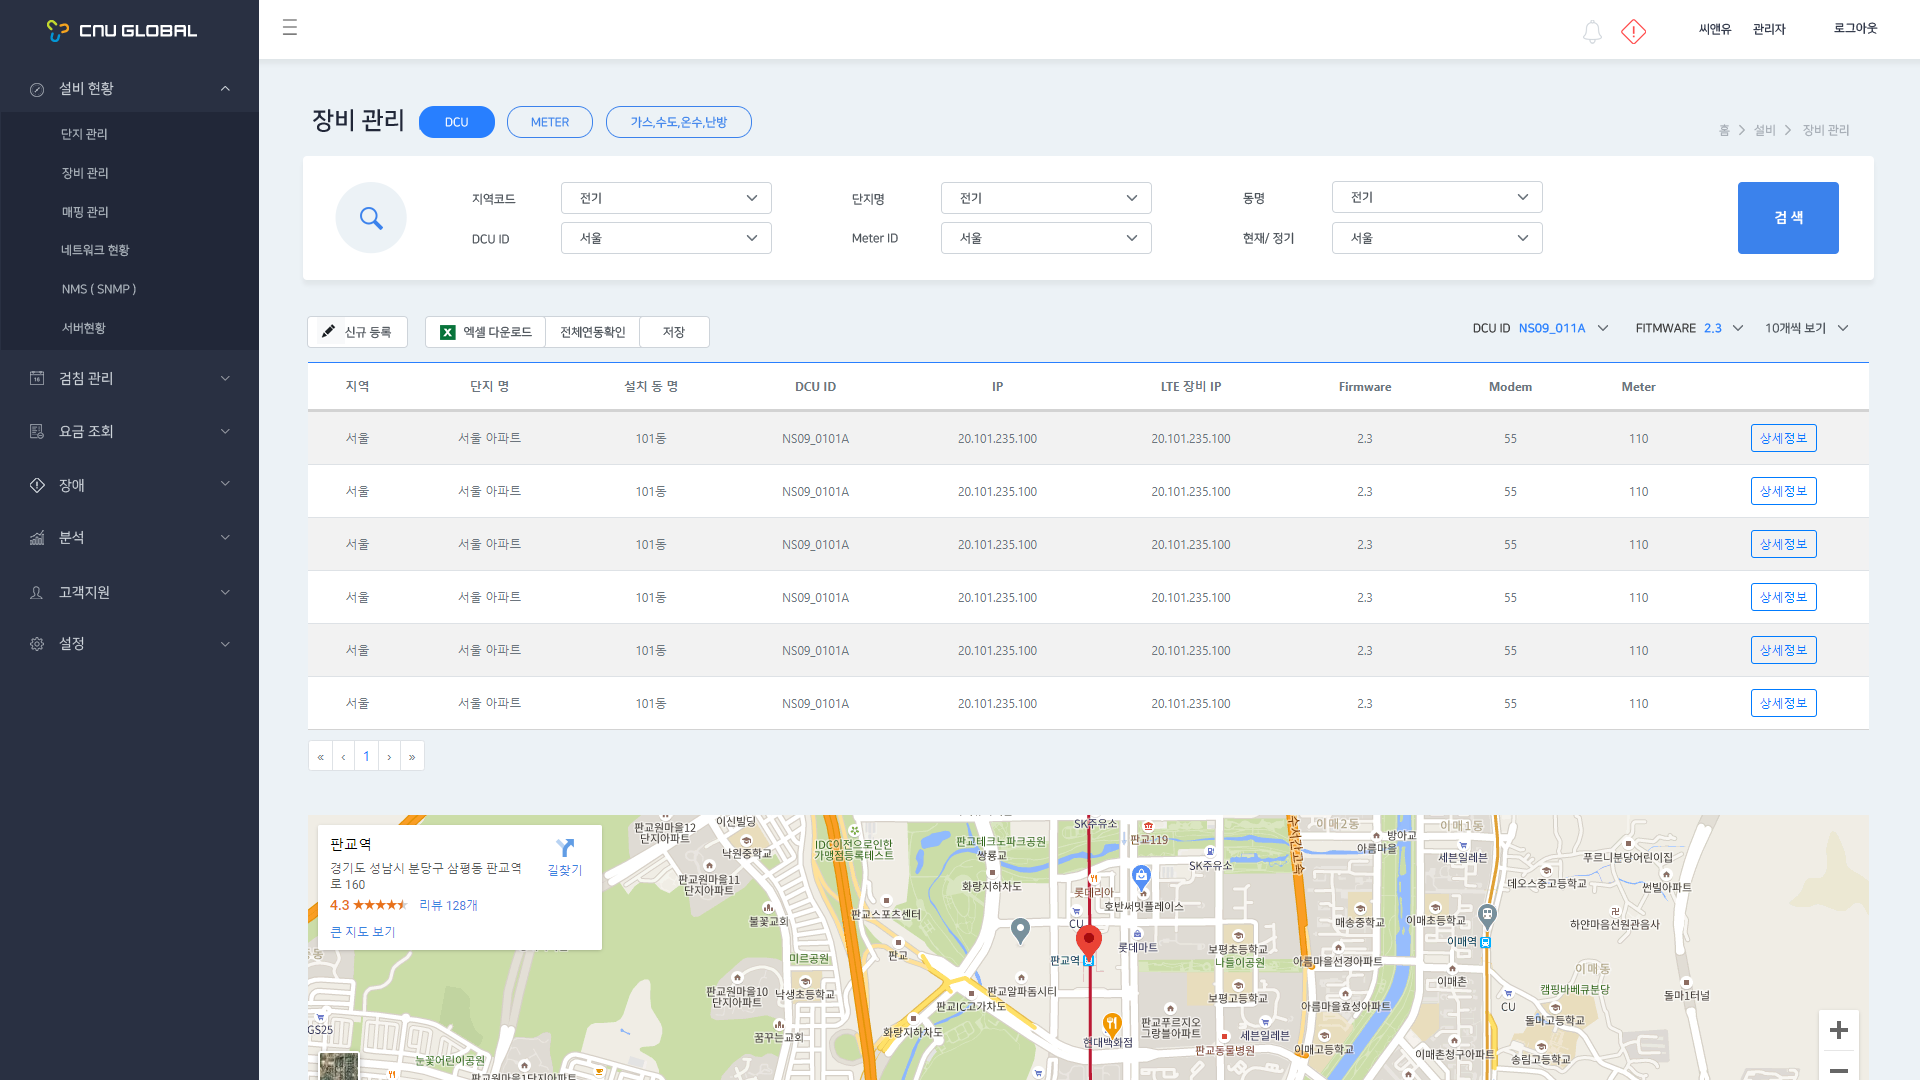 CNU GLOBAL
씨앤유 관리자 로그아웃
설비 현황
단지 관리
장비 관리
매핑 관리
네트워크 현황
NMS ( SNMP )
서버현황
검침 관리
요금 조회
장애
분석
고객지원
설정
장비 관리 DCU METER 가스,수도,온수,난방
홈 > 설비 > 장비 관리
지역코드 전기 단지명 전기 동명 전기
DCU ID 서울 Meter ID 서울 현재/ 정기 서울
검 색
신규 등록 엑셀 다운로드 전체연동확인 저장
DCU ID NS09_011A FITMWARE 2.3 10개씩 보기
지역 단지 명 설치 동 명 DCU ID IP LTE 장비 IP Firmware Modem Meter
서울 서울 아파트 101동 NS09_0101A 20.101.235.100 20.101.235.100 2.3 55 110 상세정보
서울 서울 아파트 101동 NS09_0101A 20.101.235.100 20.101.235.100 2.3 55 110 상세정보
서울 서울 아파트 101동 NS09_0101A 20.101.235.100 20.101.235.100 2.3 55 110 상세정보
서울 서울 아파트 101동 NS09_0101A 20.101.235.100 20.101.235.100 2.3 55 110 상세정보
서울 서울 아파트 101동 NS09_0101A 20.101.235.100 20.101.235.100 2.3 55 110 상세정보
서울 서울 아파트 101동 NS09_0101A 20.101.235.100 20.101.235.100 2.3 55 110 상세정보
« ‹ 1 › »
판교역
길찾기
경기도 성남시 분당구 삼평동 판교역
로 160
4.3 ★★★★★ 리뷰 128개
큰 지도 보기
판교원마을12
단지아파트
이신빌딩
낙원중학교
판교원마을11
단지아파트
불꽃교회
IDC이전으로인한
가맹점등록테스트
판교스포츠센터
판교
미르공원
판교원마을10
단지아파트
낙생초등학교
꿈꾸는교회
GS25
눈꽃어린이공원
판교원마을1단지아파트
판교테크노파크공원
쌍용교
화랑지하차도
SK주유소
판교119
SK주유소
롯데리아
호반써밋플레이스
CU
롯데마트
판교역
판교알파돔시티
판교IC고가차도
화랑지하차도
현대백화점
판교푸르지오
그랑블아파트
판교동물병원
세븐일레븐
보평초등학교
나들이공원
보평고등학교
수서간고속
이매2동
방아교
아름마을
이매1동
세븐일레븐
매송중학교
이매초등학교
이매역
아름마을선경아파트
이매촌
아름마을효성아파트
이매고등학교
이매촌청구아파트
데오스중고등학교
푸르니분당어린이집
썬빌아파트
하얀마음선원관음사
이매동
캠핑바베큐분당
CU
돌마고등학교
돌마1터널
송림고등학교